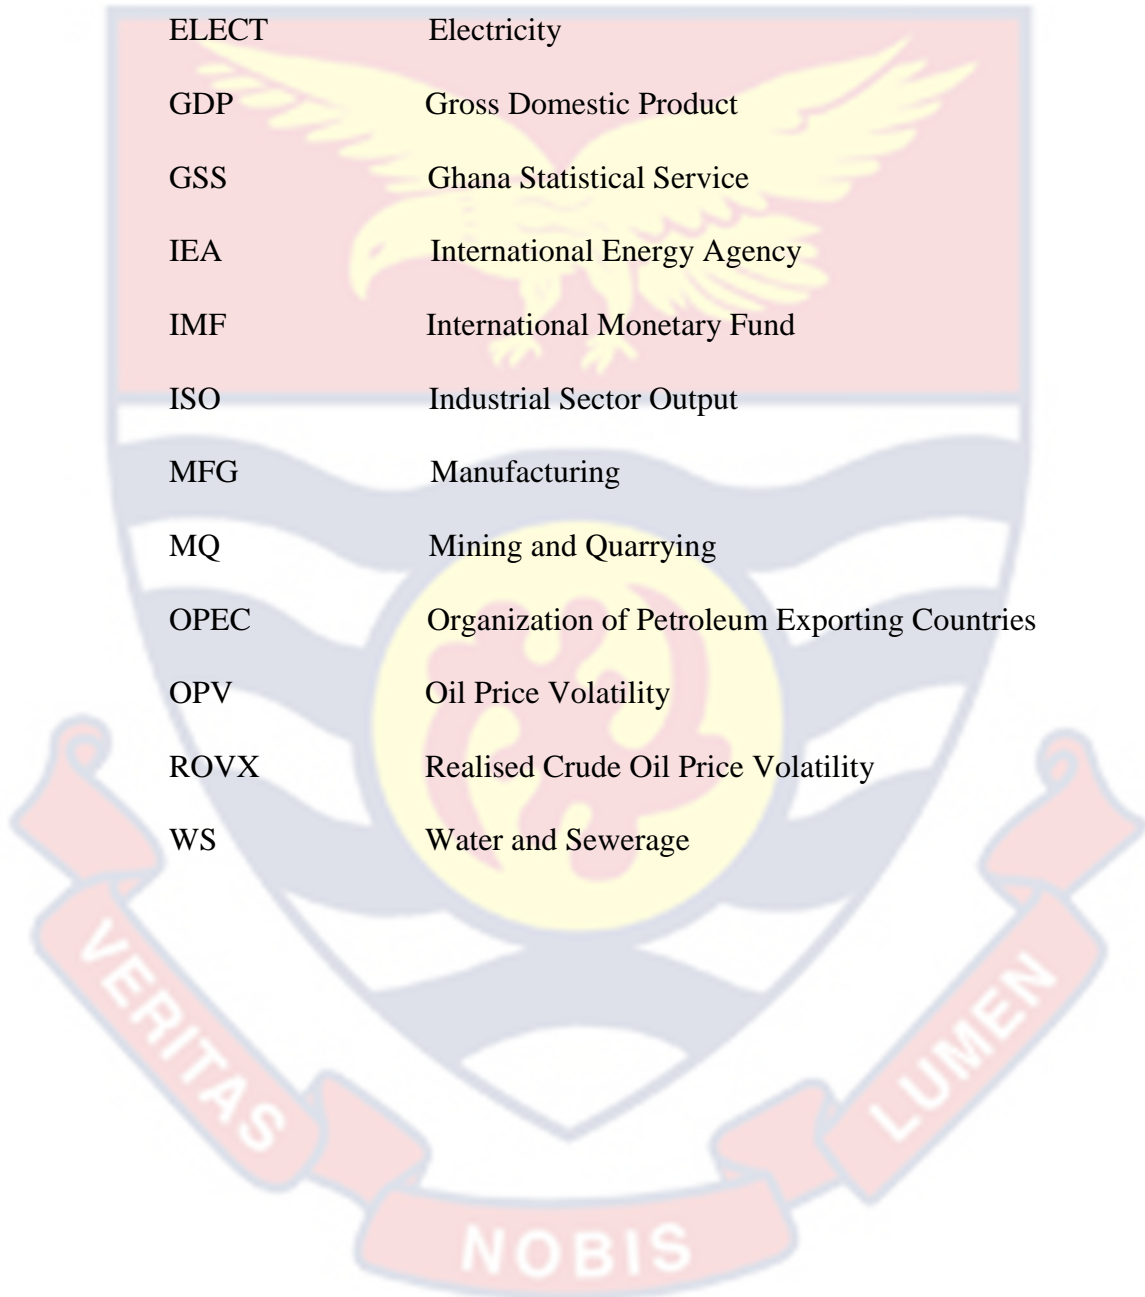 ELECT Electricity
GDP Gross Domestic Product
GSS Ghana Statistical Service
IEA International Energy Agency
IMF International Monetary Fund
ISO Industrial Sector Output
MFG Manufacturing
MQ Mining and Quarrying
OPEC Organization of Petroleum Exporting Countries
OPV Oil Price Volatility
ROVX Realised Crude Oil Price Volatility
WS Water and Sewerage
VERITAS
NOBIS
LUMEN